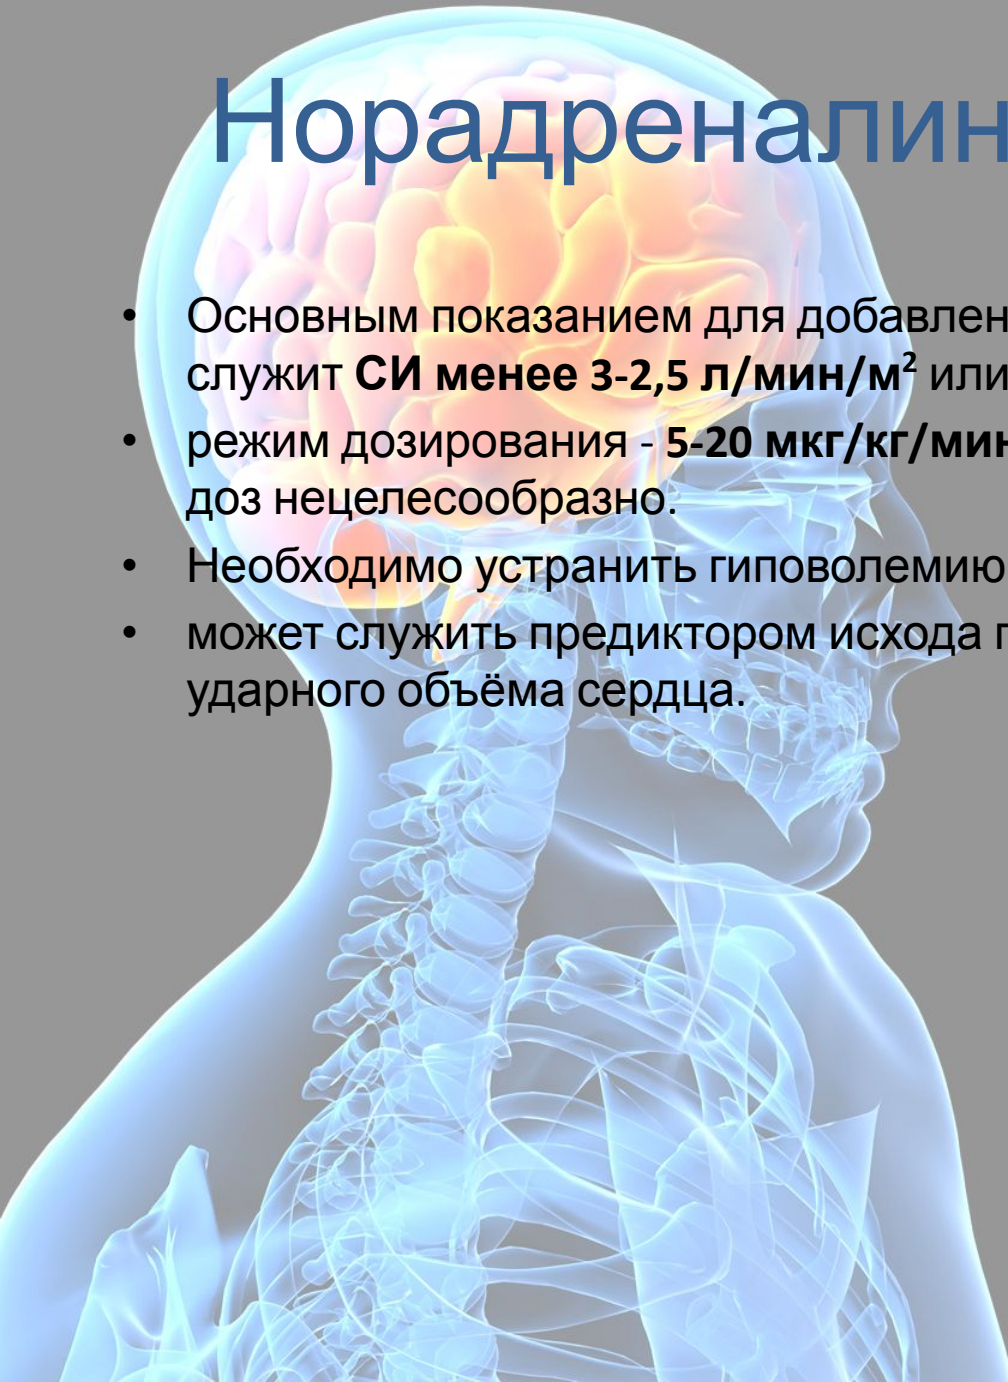 Норадреналин
• Основным показанием для добавлен
служит СИ менее 3-2,5 л/мин/м² или
• режим дозирования - 5-20 мкг/кг/мин
доз нецелесообразно.
• Необходимо устранить гиповолемию
• может служить предиктором исхода п
ударного объёма сердца.